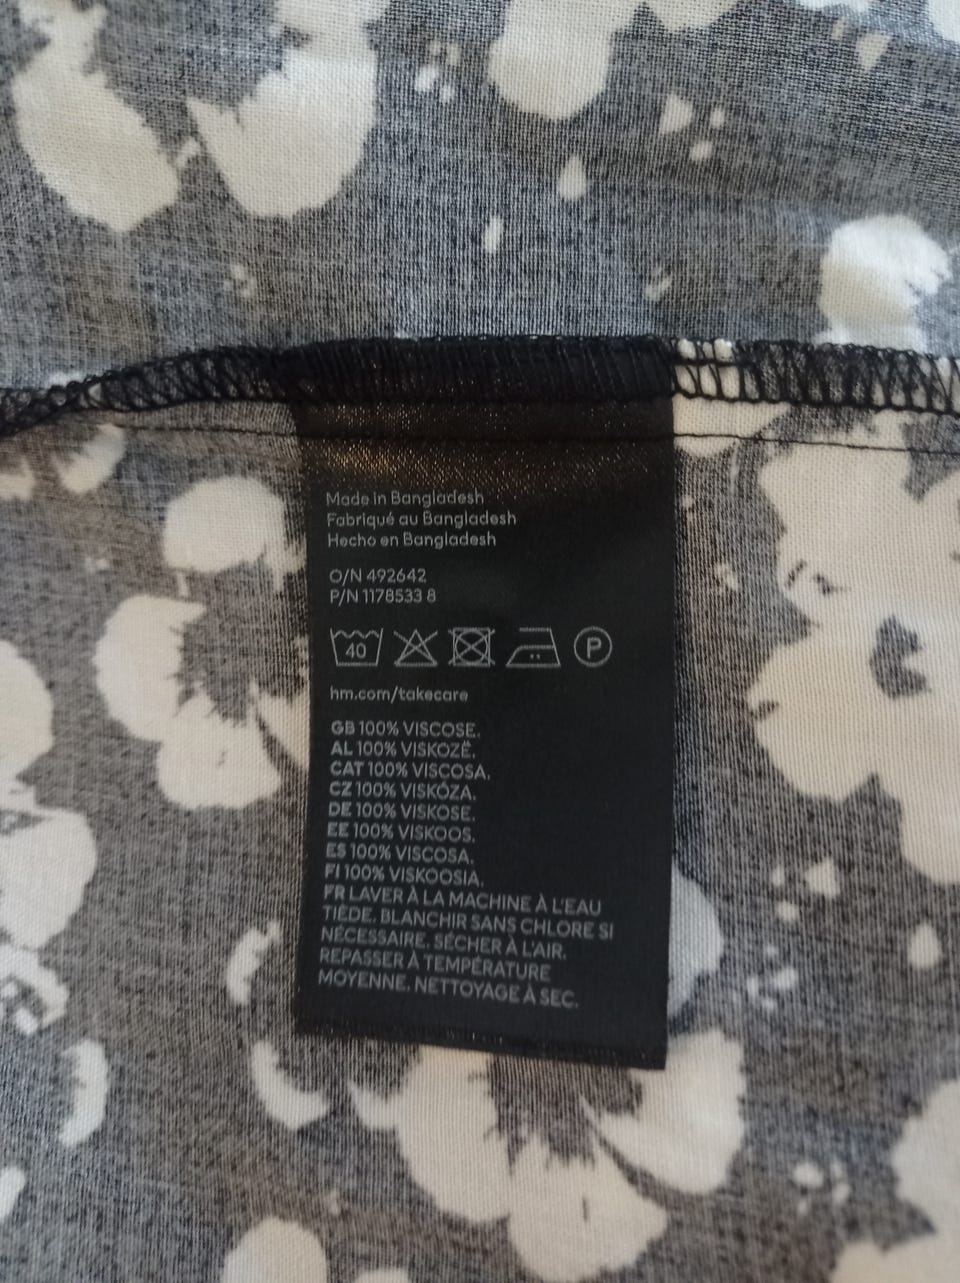 Made in Bangladesh
Fabriqué au Bangladesh
Hecho en Bangladesh
O/N 492642
P/N 1178533 8
40 P
hm.com/takecare
GB 100% VISCOSE.
AL 100% VISKOZË.
CAT 100% VISCOSA.
CZ 100% VISKÓZA.
DE 100% VISKOSE.
EE 100% VISKOOS.
ES 100% VISCOSA.
FI 100% VISKOOSIA.
FR LAVER À LA MACHINE À L'EAU
TIÈDE. BLANCHIR SANS CHLORE SI
NÉCESSAIRE. SÉCHER À L'AIR.
REPASSER À TEMPÉRATURE
MOYENNE. NETTOYAGE À SEC.